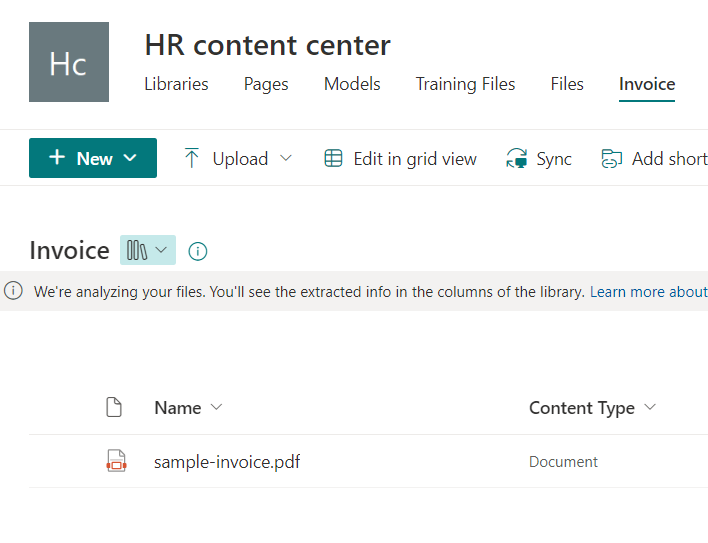 Hc
HR content center
Libraries Pages Models Training Files Files Invoice
+ New Upload Edit in grid view Sync Add short
Invoice
We're analyzing your files. You'll see the extracted info in the columns of the library. Learn more about
Name Content Type
sample-invoice.pdf Document